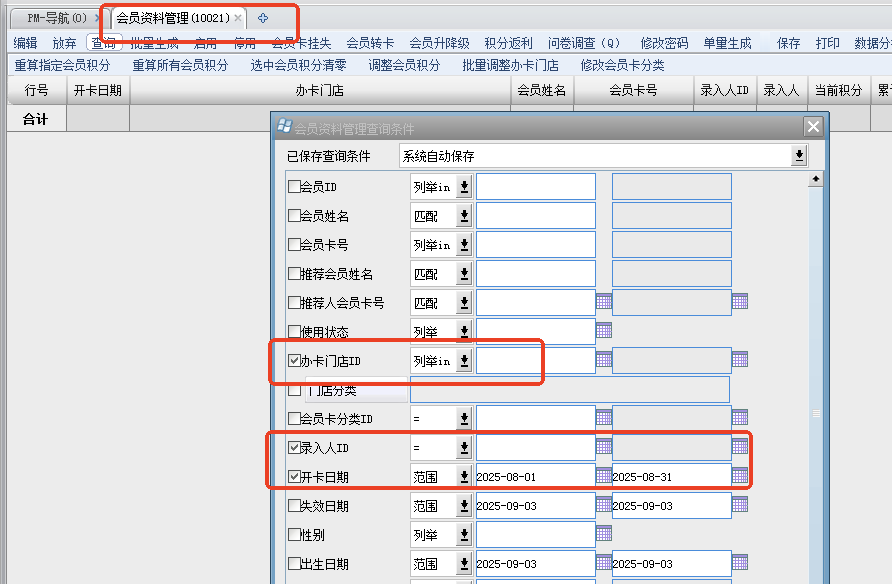 PM-导航(0) × 会员资料管理(10021) ×
编辑 放弃 查询 批量生成 启用 停用 会员卡挂失 会员转卡 会员升降级 积分返利 问卷调查(Q) 修改密码 单量生成 保存 打印 数据分
重算指定会员积分 重算所有会员积分 选中会员积分清零 调整会员积分 批量调整办卡门店 修改会员卡分类
行号 开卡日期 办卡门店 会员姓名 会员卡号 录入人ID 录入人 当前积分 累
合计
会员资料管理查询条件
已保存查询条件 系统自动保存
会员ID 列举in
会员姓名 匹配
会员卡号 列举in
推荐会员姓名 匹配
推荐人会员卡号 匹配
使用状态 列举
办卡门店ID 列举in
门店分类
会员卡分类ID =
录入人ID =
开卡日期 范围 2025-08-01 2025-08-31
失效日期 范围 2025-09-03 2025-09-03
性别 列举
出生日期 范围 2025-09-03 2025-09-03